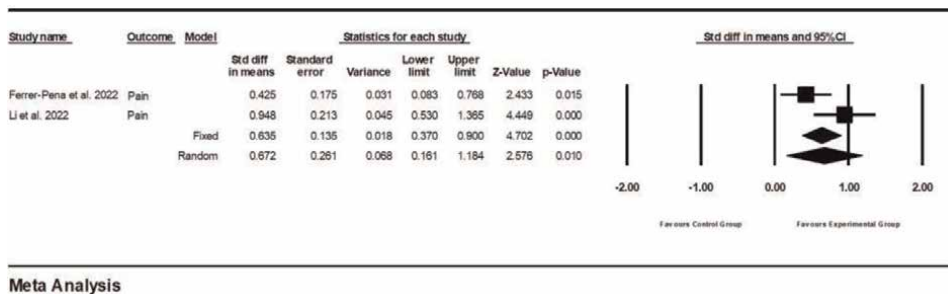 Study name Outcome Model Statistics for each study Std diff in means and 95%CI
Std diff in means Standard error Variance Lower limit Upper limit Z-Value p-Value
Ferrer-Pena et al. 2022 Pain 0.425 0.175 0.031 0.083 0.768 2.433 0.015
Li et al. 2022 Pain 0.948 0.213 0.045 0.530 1.365 4.449 0.000
Fixed 0.635 0.135 0.018 0.370 0.900 4.702 0.000
Random 0.672 0.261 0.068 0.161 1.184 2.576 0.010
-2.00 -1.00 0.00 1.00 2.00
Favours Control Group Favours Experimental Group
Meta Analysis